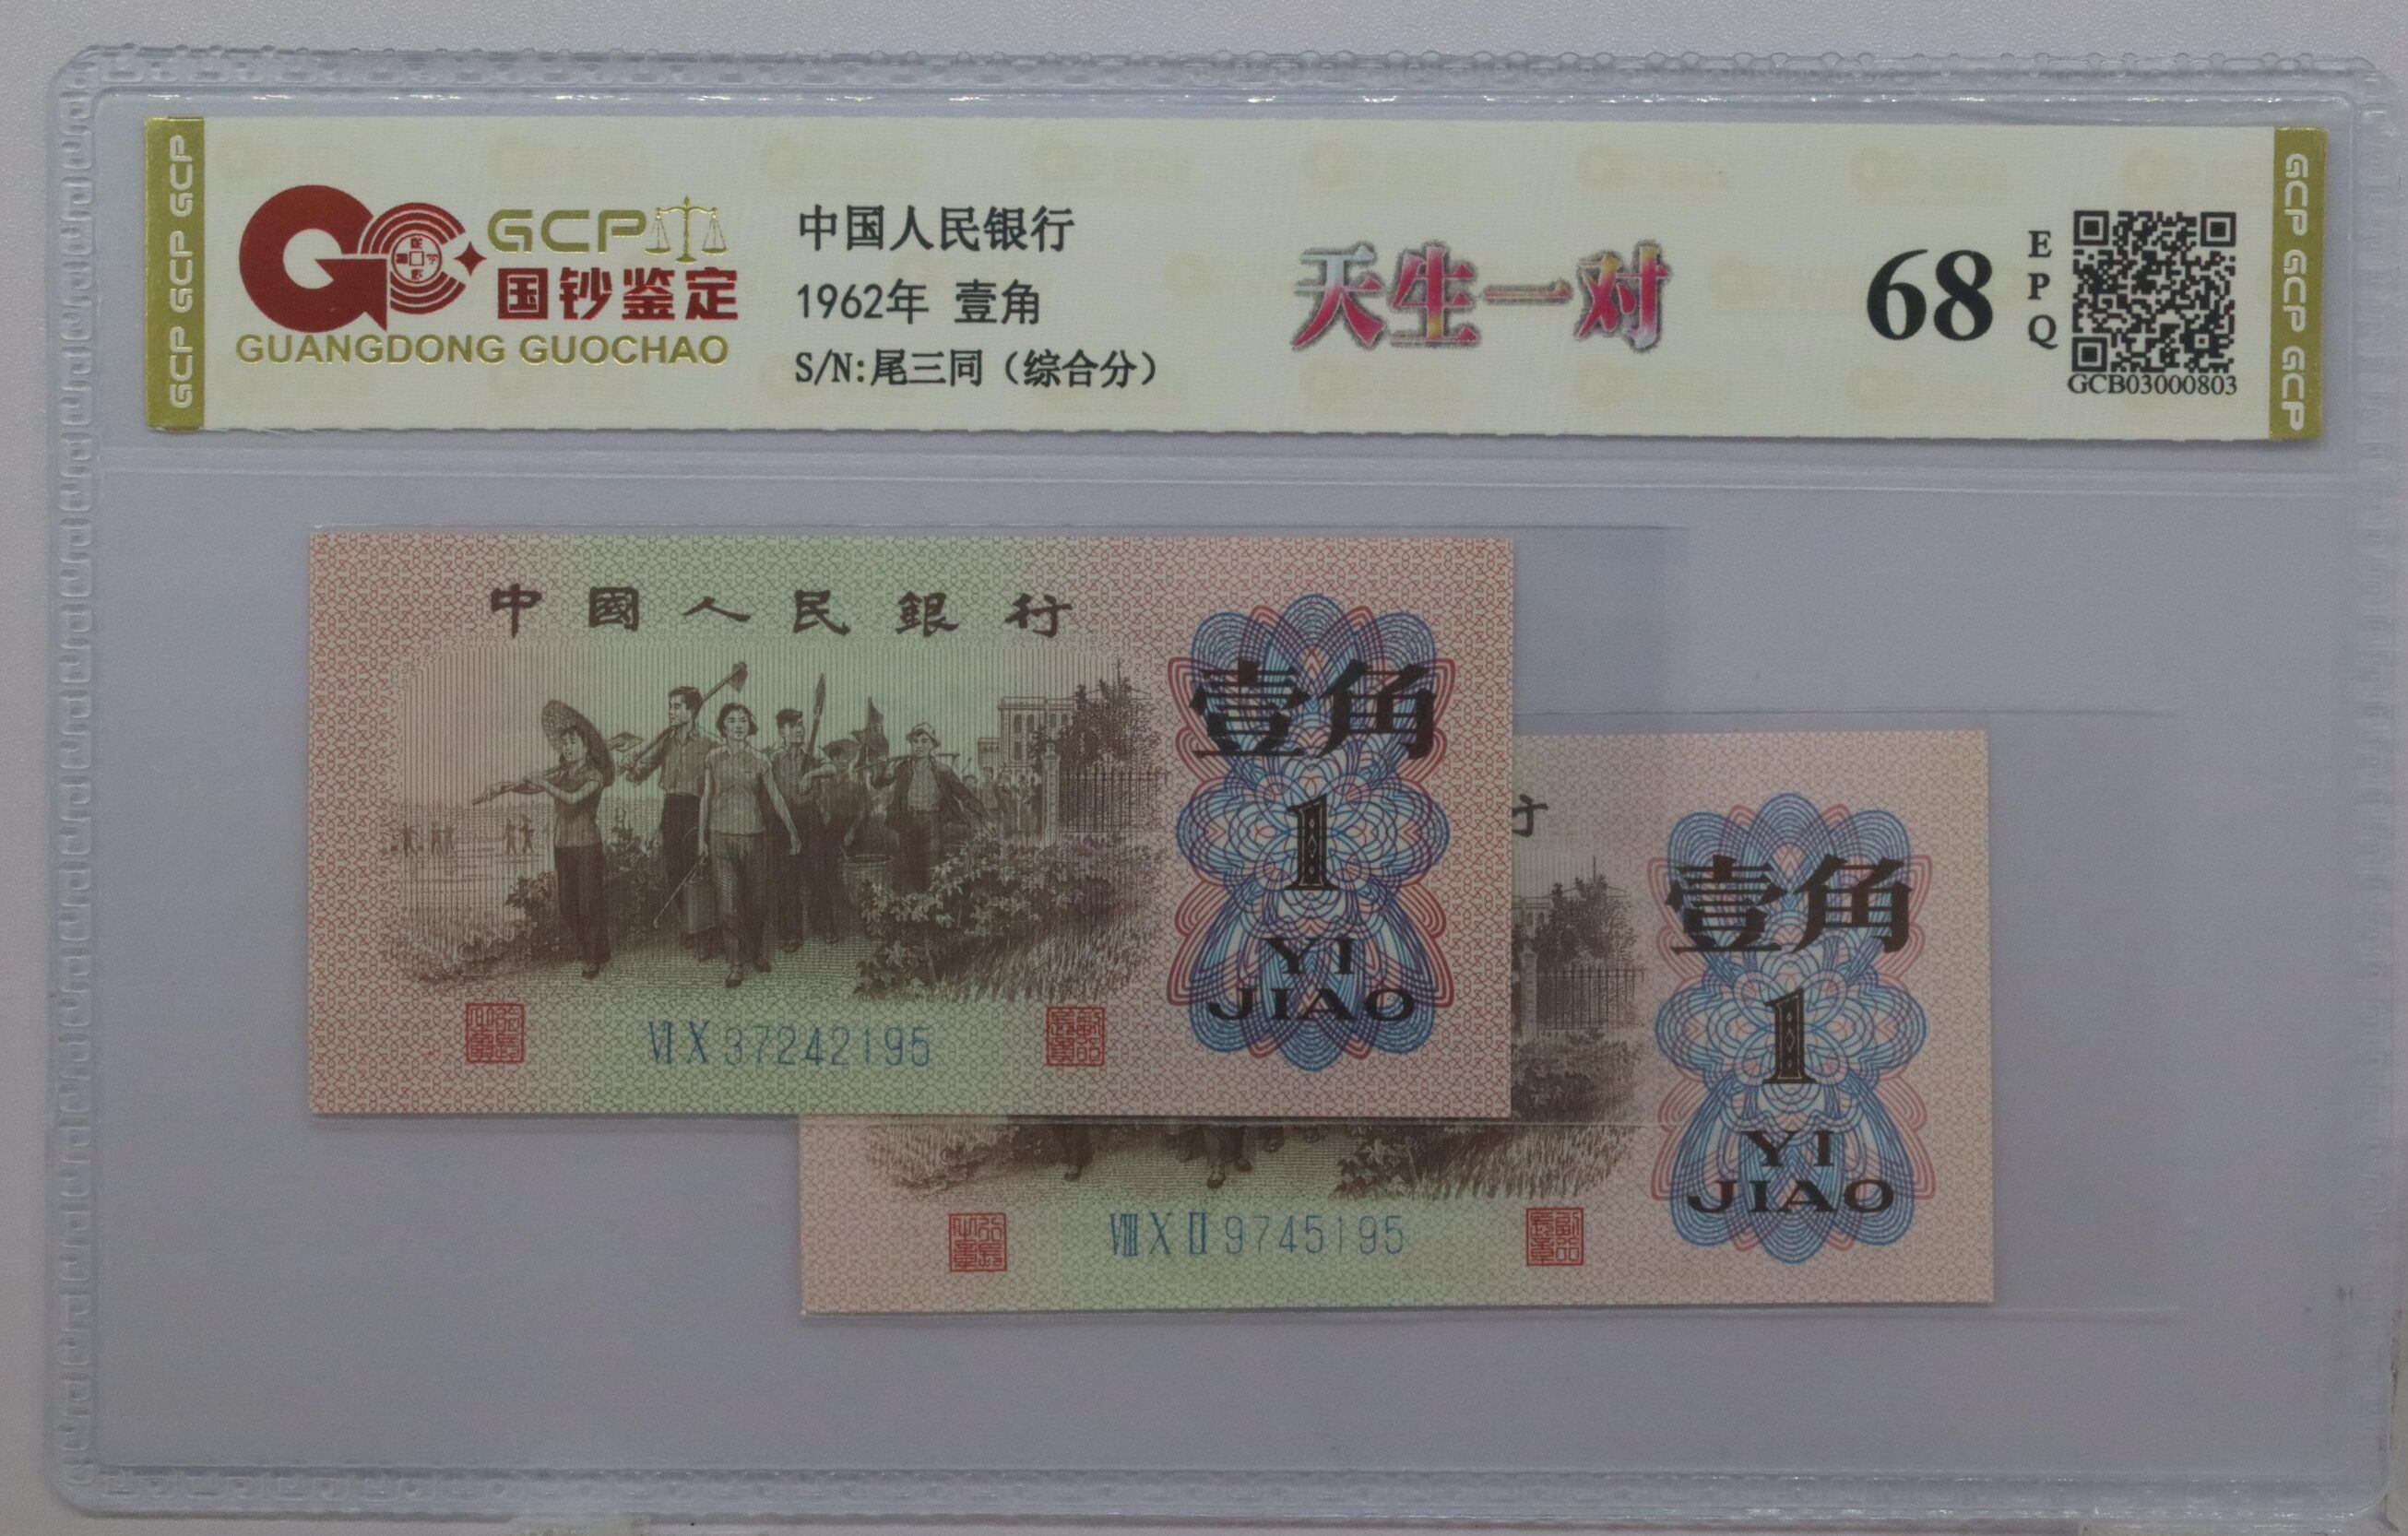 GCP GCP GCP
GCP
国钞鉴定
GUANGDONG GUOCHAO
中国人民银行
1962年 壹角
S/N:尾三同（综合分）
天生一对
68
EPQ
GCB03000803
GCP GCP GCP
中國人民銀行
壹角
1
YI
JIAO
VI X 37242195
行
壹角
1
YI
JIAO
VIII X II 9745195